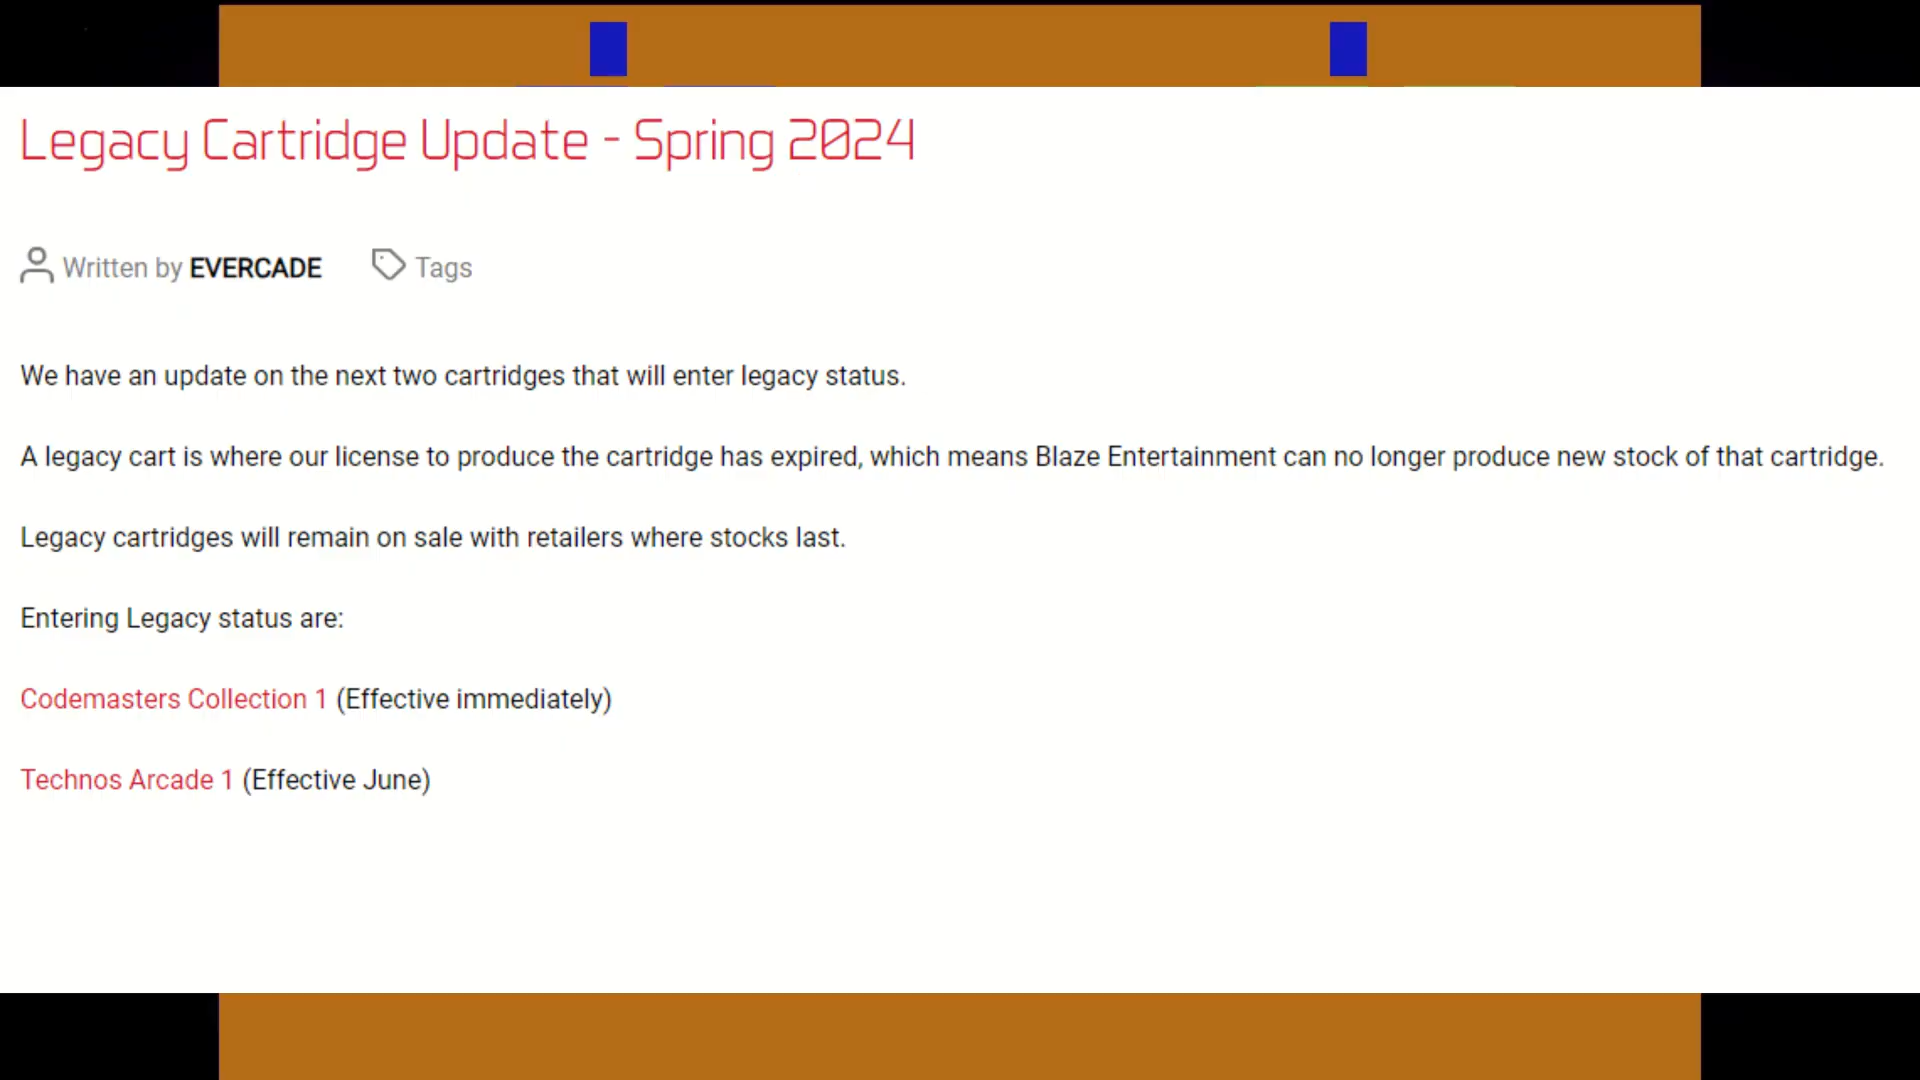 Legacy Cartridge Update - Spring 2024
Written by EVERCADE Tags
We have an update on the next two cartridges that will enter legacy status.
A legacy cart is where our license to produce the cartridge has expired, which means Blaze Entertainment can no longer produce new stock of that cartridge.
Legacy cartridges will remain on sale with retailers where stocks last.
Entering Legacy status are:
Codemasters Collection 1 (Effective immediately)
Technos Arcade 1 (Effective June)